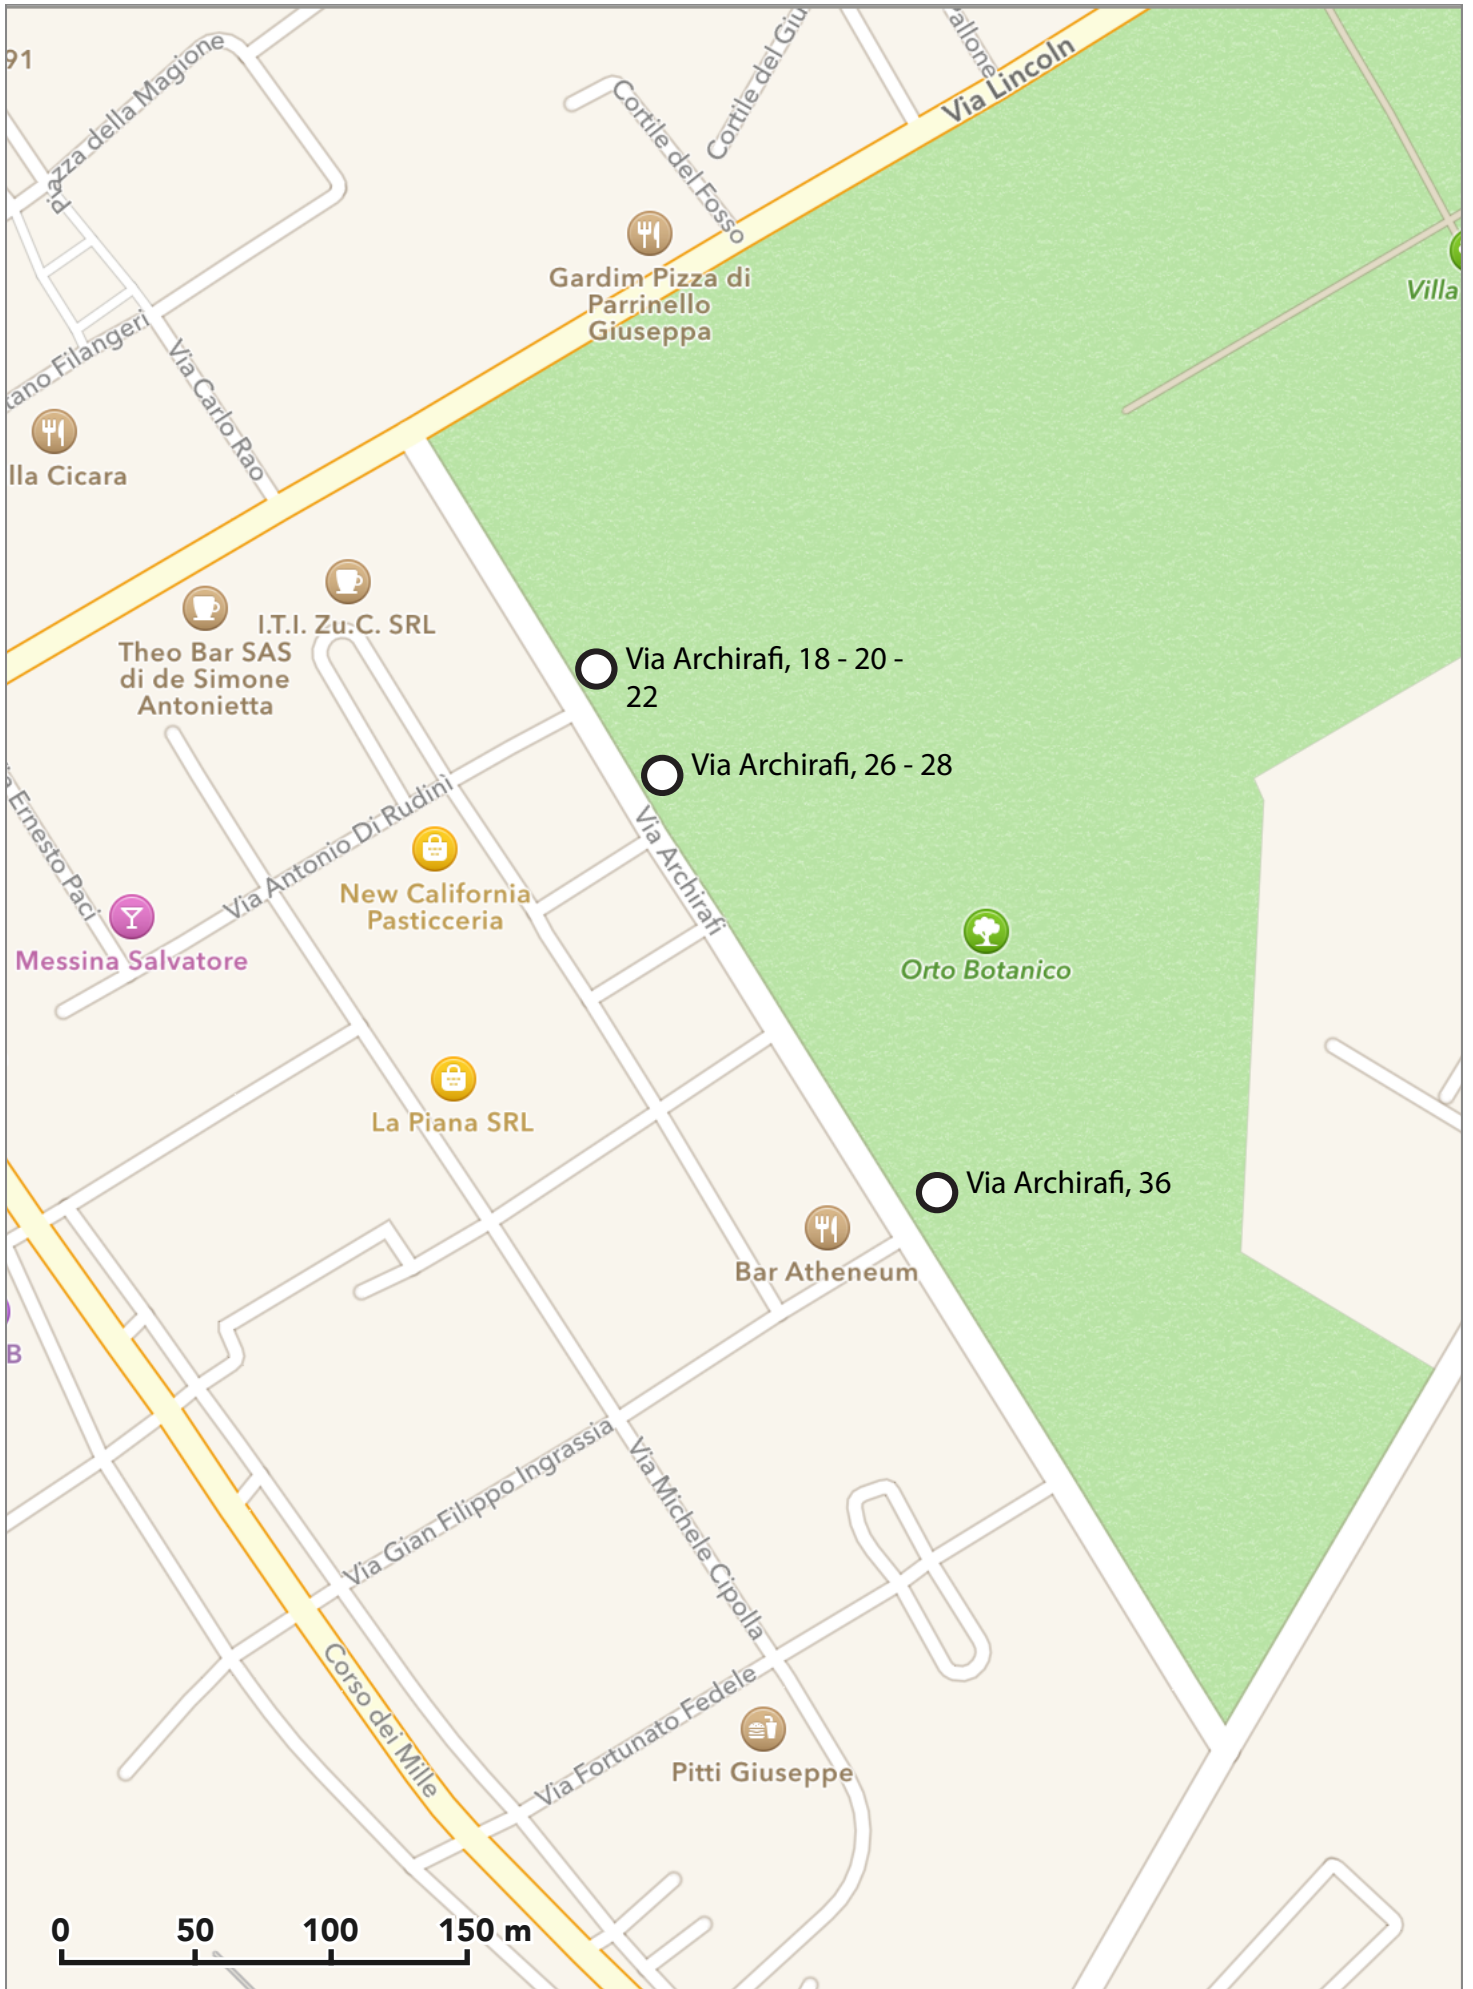 91
Piazza della Magione
Cortile del Fosso
Cortile del Giu
allone
Via Lincoln
Gardim Pizza di
Parrinello
Giuseppa
Villa
tano Filangeri
Via Carlo Rao
lla Cicara
I.T.I. Zu.C. SRL
Theo Bar SAS
di de Simone
Antonietta
Via Archirafi, 18 - 20 -
22
Via Archirafi, 26 - 28
Via Archirafi
Via Antonio Di Rudinì
Ernesto Paci
New California
Pasticceria
Messina Salvatore
Orto Botanico
La Piana SRL
Via Archirafi, 36
Bar Atheneum
B
Via Gian Filippo Ingrassia
Via Michele Cipolla
Corso dei Mille
Via Fortunato Fedele
Pitti Giuseppe
0 50 100 150 m